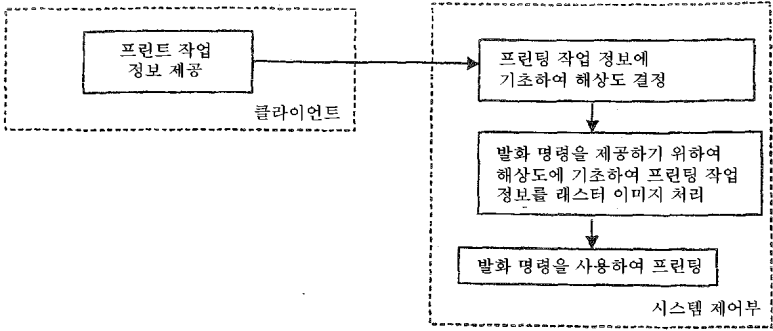 프린트 작업
정보 제공
클라이언트
프린팅 작업 정보에
기초하여 해상도 결정
발화 명령을 제공하기 위하여
해상도에 기초하여 프린팅 작업
정보를 래스터 이미지 처리
발화 명령을 사용하여 프린팅
시스템 제어부